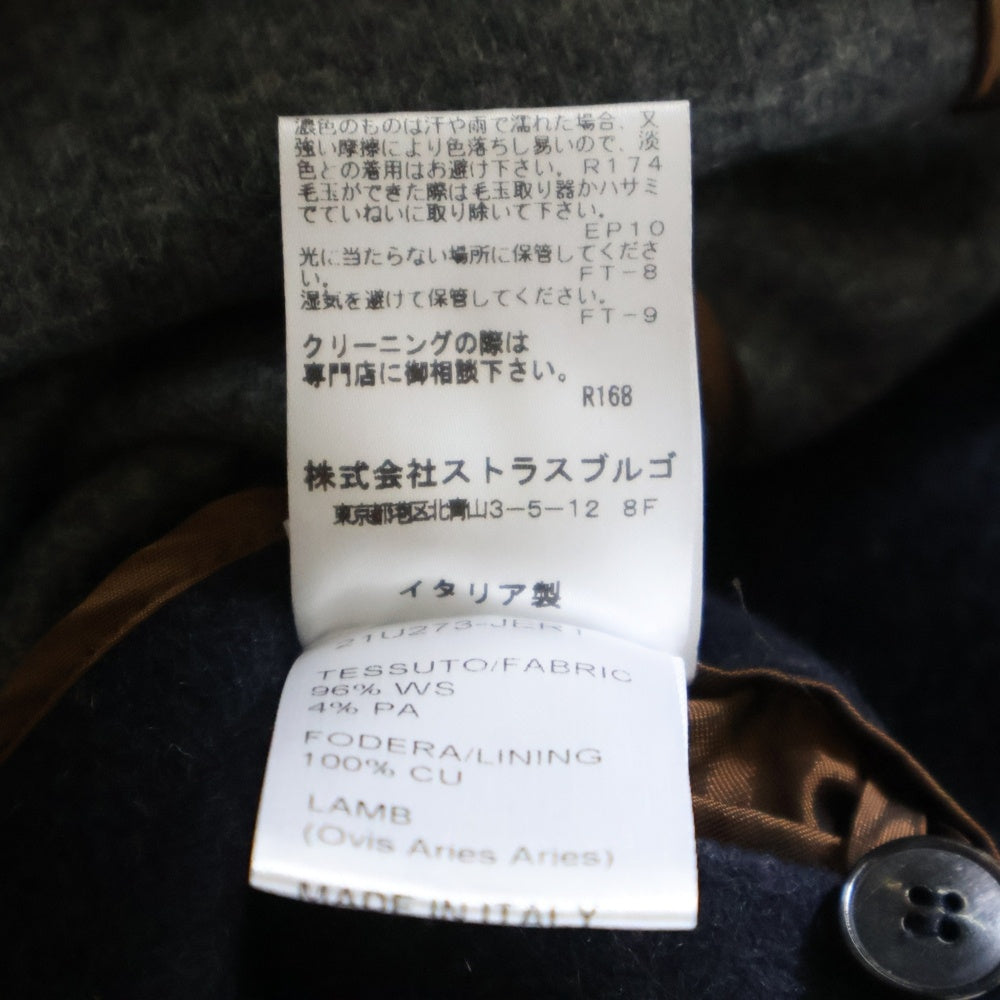 濃色のものは汗や雨で濡れた場合、又
強い摩擦により色落ちし易いので、淡
色との着用はお避け下さい。R174
毛玉ができた際は毛玉取り器かハサミ
でていねいに取り除いて下さい。
EP10
光に当たらない場所に保管してくださ
い。 FT-8
湿気を避けて保管してください。
FT-9
クリーニングの際は
専門店に御相談下さい。
R168
株式会社ストラスブルゴ
東京都港区北青山3-5-12 8F
イタリア製
21U273-JER1
TESSUTO/FABRIC
96% WS
4% PA
FODERA/LINING
100% CU
LAMB
(Ovis Aries Aries)
MADE IN ITALY